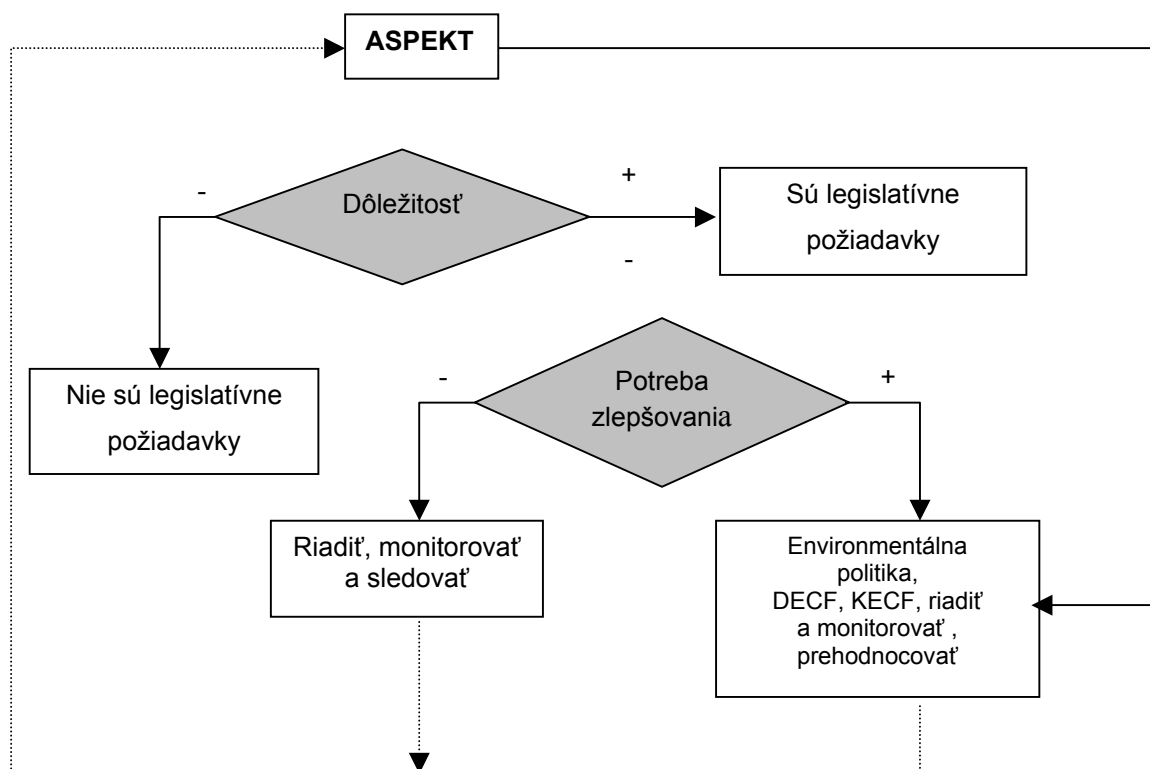 ASPEKT
-
Dôležitosť
+
-
Sú legislatívne
požiadavky
Nie sú legislatívne
požiadavky
-
Potreba
zlepšovania
+
Riadiť, monitorovať
a sledovať
Environmentálna
politika,
DECF, KECF, riadiť
a monitorovať ,
prehodnocovať